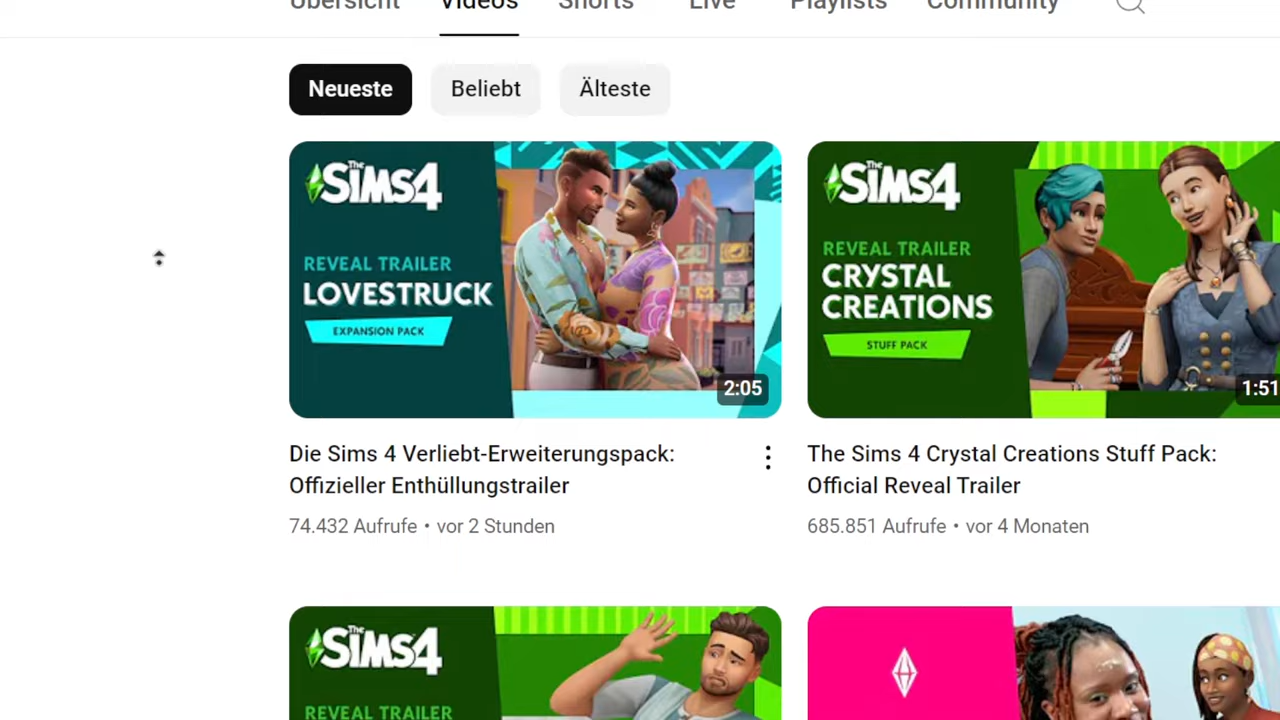 Übersicht Videos Shorts Live Playlists Community
Neueste Beliebt Älteste
The
SIMS4
REVEAL TRAILER
LOVESTRUCK
EXPANSION PACK
2:05
The
SIMS4
REVEAL TRAILER
CRYSTAL
CREATIONS
STUFF PACK
1:51
Die Sims 4 Verliebt-Erweiterungspack:
Offizieller Enthüllungstrailer
74.432 Aufrufe • vor 2 Stunden
The Sims 4 Crystal Creations Stuff Pack:
Official Reveal Trailer
685.851 Aufrufe • vor 4 Monaten
The
SIMS4
REVEAL TRAILER